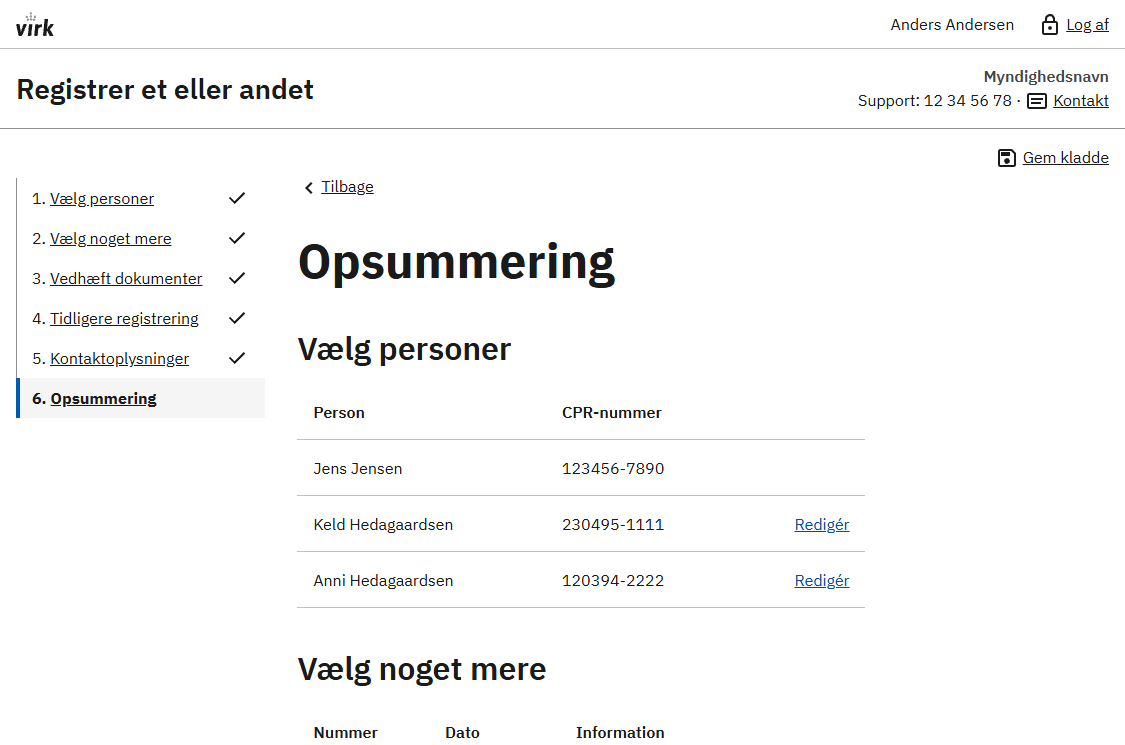 virk
Anders Andersen
Log af
Registrer et eller andet
Myndighedsnavn
Support: 12 34 56 78 · Kontakt
Gem kladde
1. Vælg personer
2. Vælg noget mere
3. Vedhæft dokumenter
4. Tidligere registrering
5. Kontaktoplysninger
6. Opsummering
Tilbage
Opsummering
Vælg personer
Person CPR-nummer
Jens Jensen 123456-7890
Keld Hedagaardsen 230495-1111 Redigér
Anni Hedagaardsen 120394-2222 Redigér
Vælg noget mere
Nummer Dato Information